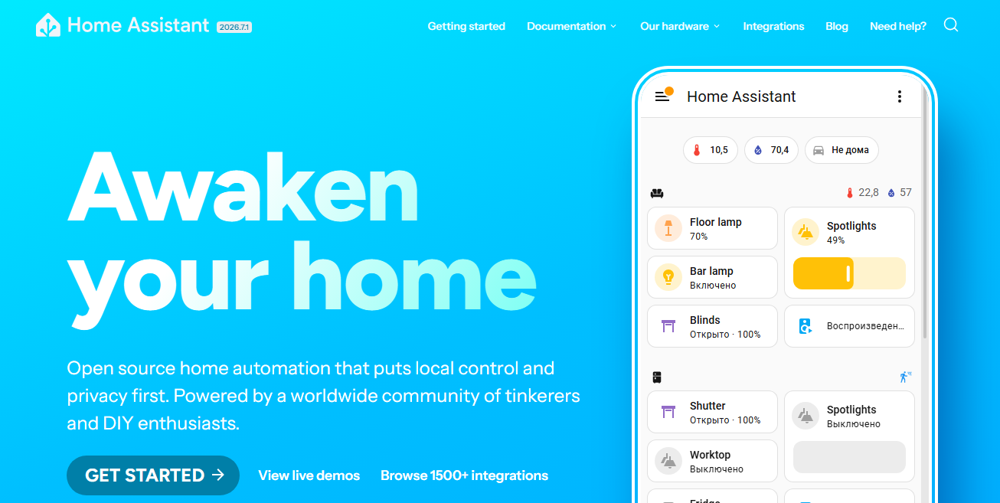 Home Assistant 2026.7.1
Getting started Documentation Our hardware Integrations Blog Need help?
Awaken
your home
Open source home automation that puts local control and
privacy first. Powered by a worldwide community of tinkerers
and DIY enthusiasts.
GET STARTED →
View live demos
Browse 1500+ integrations
Home Assistant
10,5 70,4 Не дома
22,8 57
Floor lamp
70%
Spotlights
49%
Bar lamp
Включено
Blinds
Открыто · 100%
Воспроизведен...
Shutter
Открыто · 100%
Spotlights
Выключено
Worktop
Выключено